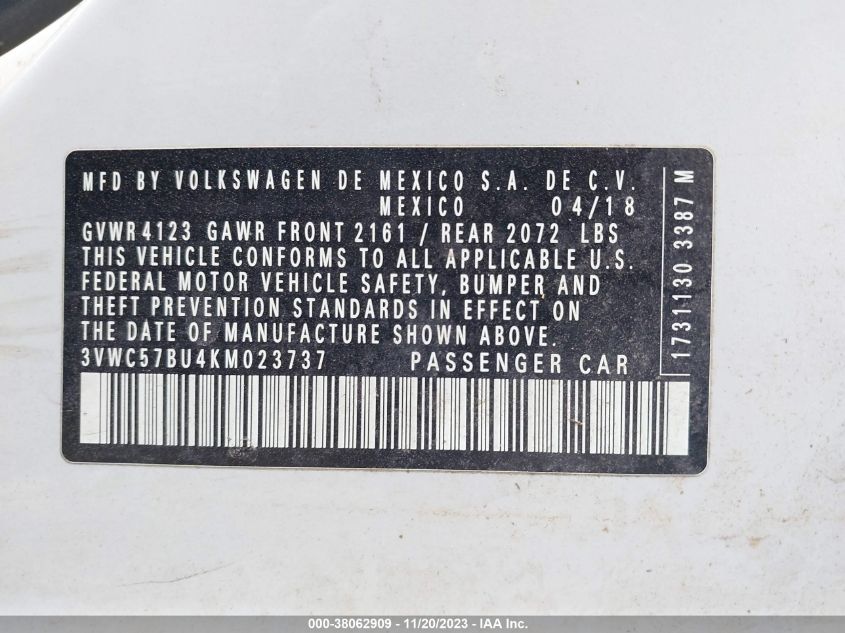 MFD BY VOLKSWAGEN DE MEXICO S.A. DE C.V.
MEXICO 04/18
GVWR 4123 GAWR FRONT 2161 / REAR 2072 LBS
THIS VEHICLE CONFORMS TO ALL APPLICABLE U.S.
FEDERAL MOTOR VEHICLE SAFETY, BUMPER AND
THEFT PREVENTION STANDARDS IN EFFECT ON
THE DATE OF MANUFACTURE SHOWN ABOVE.
3VWC57BU4KM023737 PASSENGER CAR
1731130 3387 M
000-38062909 - 11/20/2023 - IAA Inc.